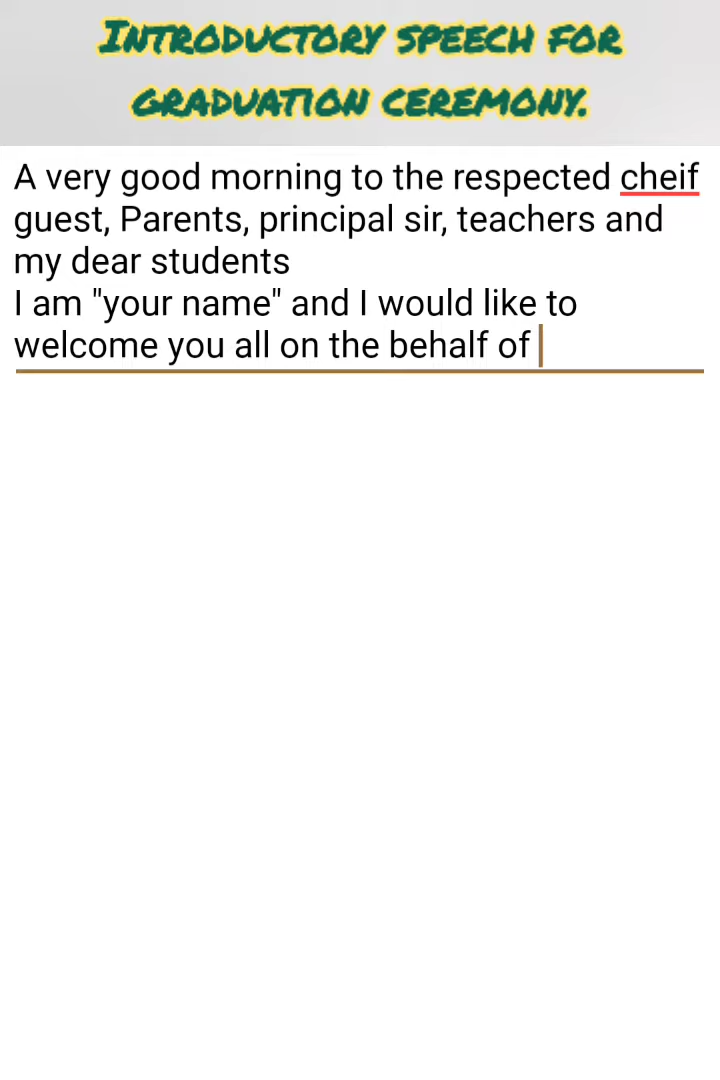 Introductory speech for
graduation ceremony.
A very good morning to the respected cheif
guest, Parents, principal sir, teachers and
my dear students
I am "your name" and I would like to
welcome you all on the behalf of